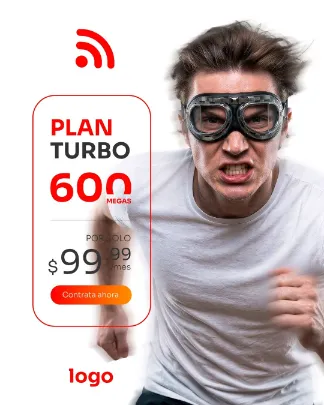 PLAN
TURBO
600
MEGAS
POR SOLO
$99.99
/mes
Contrata ahora
logo